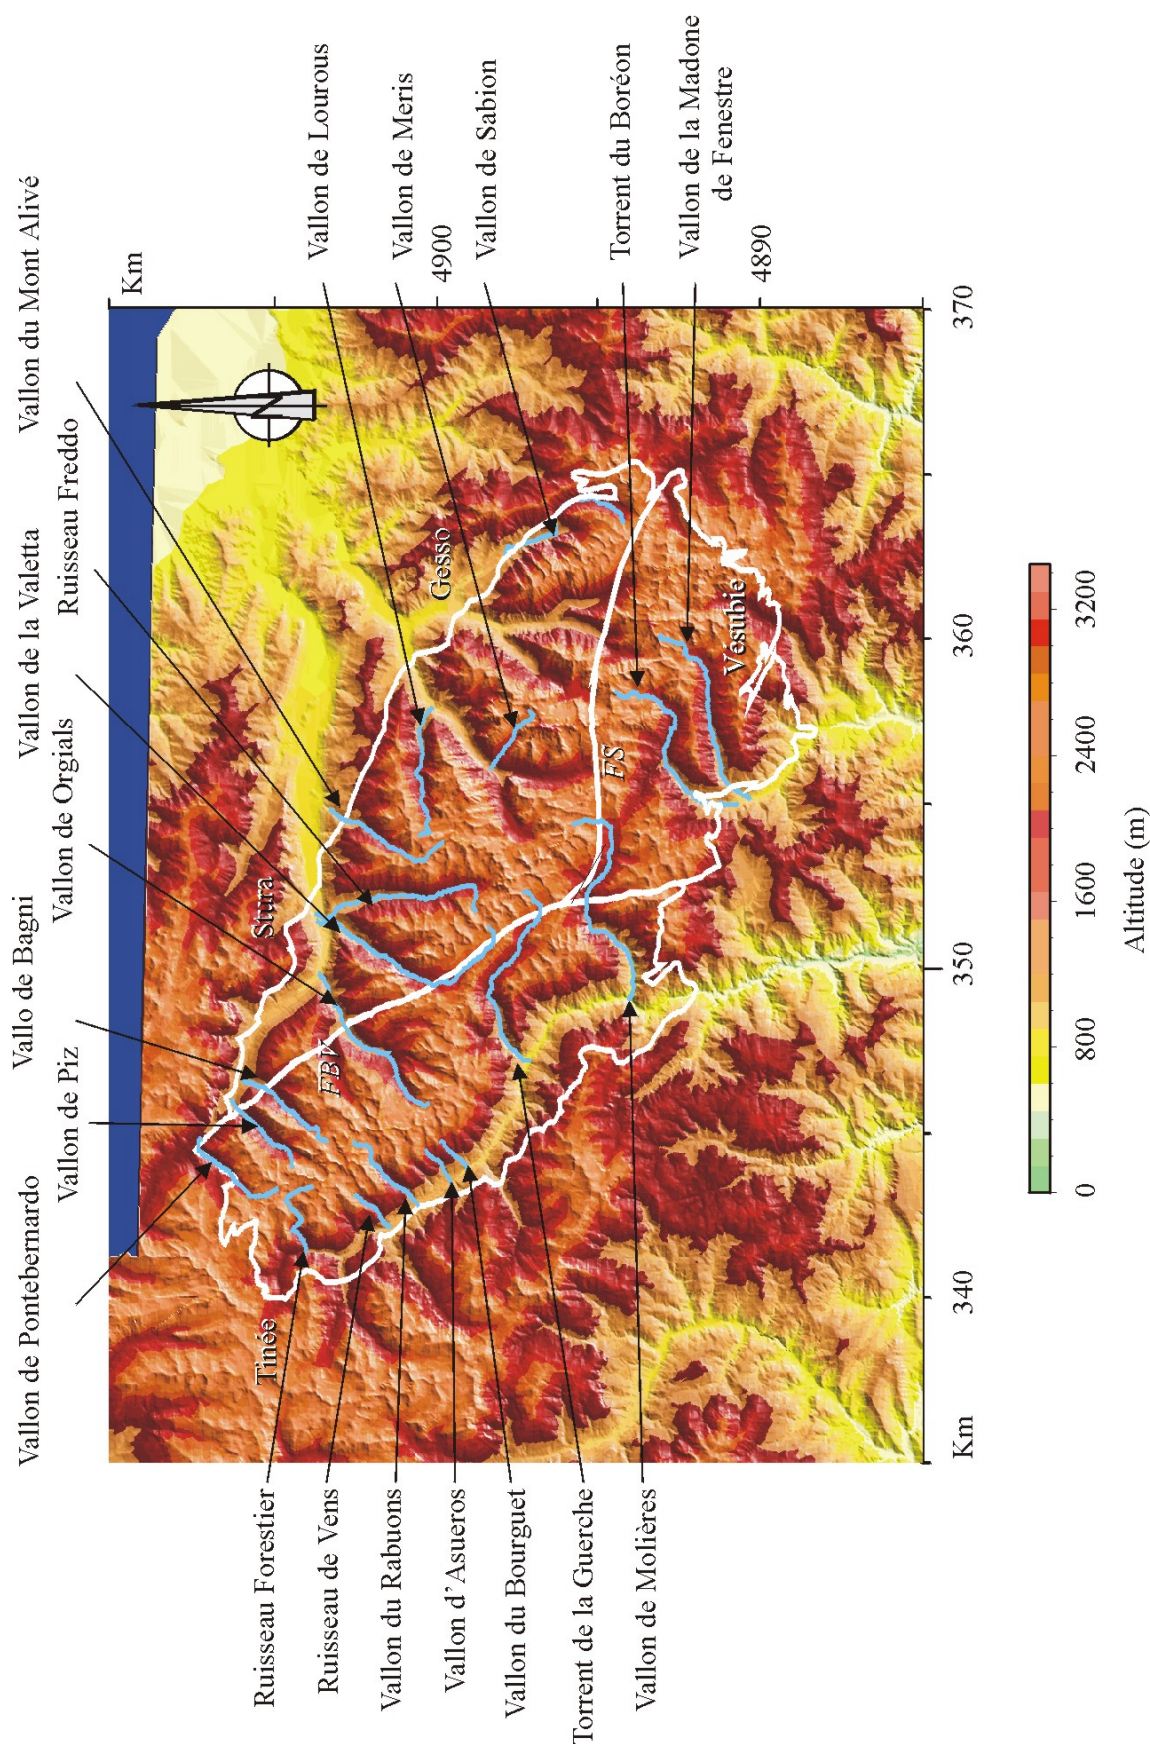 Vallon de Pontebernardo
Vallon de Piz
Vallo de Bagni
Vallon de Orgials
Vallon de la Valetta
Ruisseau Freddo
Vallon du Mont Alivé
Vallon de Lourous
Vallon de Meris
Vallon de Sabion
Torrent du Boréon
Vallon de la Madone
de Fenestre
Km
4900
4890
N
Stura
Gesso
Tinée
Vésubie
FBV
FS
Ruisseau Forestier
Ruisseau de Vens
Vallon du Rabuons
Vallon d'Asueros
Vallon du Bourguet
Torrent de la Guerche
Vallon de Molières
Km
340
350
360
370
0
800
1600
2400
3200
Altitude (m)